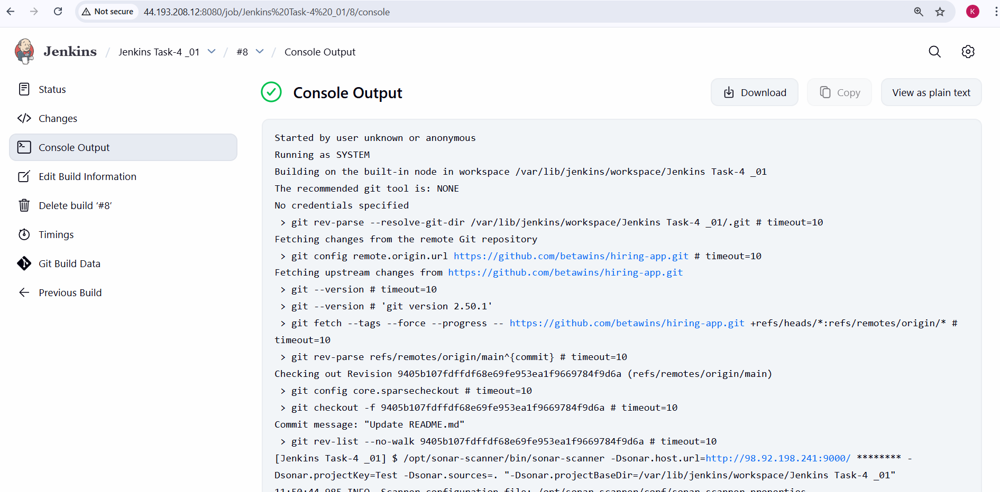 Not secure 44.193.208.12:8080/job/Jenkins%20Task-4%20_01/8/console K
Jenkins / Jenkins Task-4 _01 / #8 / Console Output
Status
Changes
Console Output
Edit Build Information
Delete build ‘#8’
Timings
Git Build Data
Previous Build
Console Output
Download
Copy
View as plain text
Started by user unknown or anonymous
Running as SYSTEM
Building on the built-in node in workspace /var/lib/jenkins/workspace/Jenkins Task-4 _01
The recommended git tool is: NONE
No credentials specified
> git rev-parse --resolve-git-dir /var/lib/jenkins/workspace/Jenkins Task-4 _01/.git # timeout=10
Fetching changes from the remote Git repository
> git config remote.origin.url https://github.com/betawins/hiring-app.git # timeout=10
Fetching upstream changes from https://github.com/betawins/hiring-app.git
> git --version # timeout=10
> git --version # 'git version 2.50.1'
> git fetch --tags --force --progress -- https://github.com/betawins/hiring-app.git +refs/heads/*:refs/remotes/origin/* #
timeout=10
> git rev-parse refs/remotes/origin/main^{commit} # timeout=10
Checking out Revision 9405b107fdffdf68e69fe953ea1f9669784f9d6a (refs/remotes/origin/main)
> git config core.sparsecheckout # timeout=10
> git checkout -f 9405b107fdffdf68e69fe953ea1f9669784f9d6a # timeout=10
Commit message: "Update README.md"
> git rev-list --no-walk 9405b107fdffdf68e69fe953ea1f9669784f9d6a # timeout=10
[Jenkins Task-4 _01] $ /opt/sonar-scanner/bin/sonar-scanner -Dsonar.host.url=http://98.92.198.241:9000/ ******** -
Dsonar.projectKey=Test -Dsonar.sources=. "-Dsonar.projectBaseDir=/var/lib/jenkins/workspace/Jenkins Task-4 _01"
11:50:44.985 INFO Scanner configuration file: /opt/sonar-scanner/conf/sonar-scanner.properties